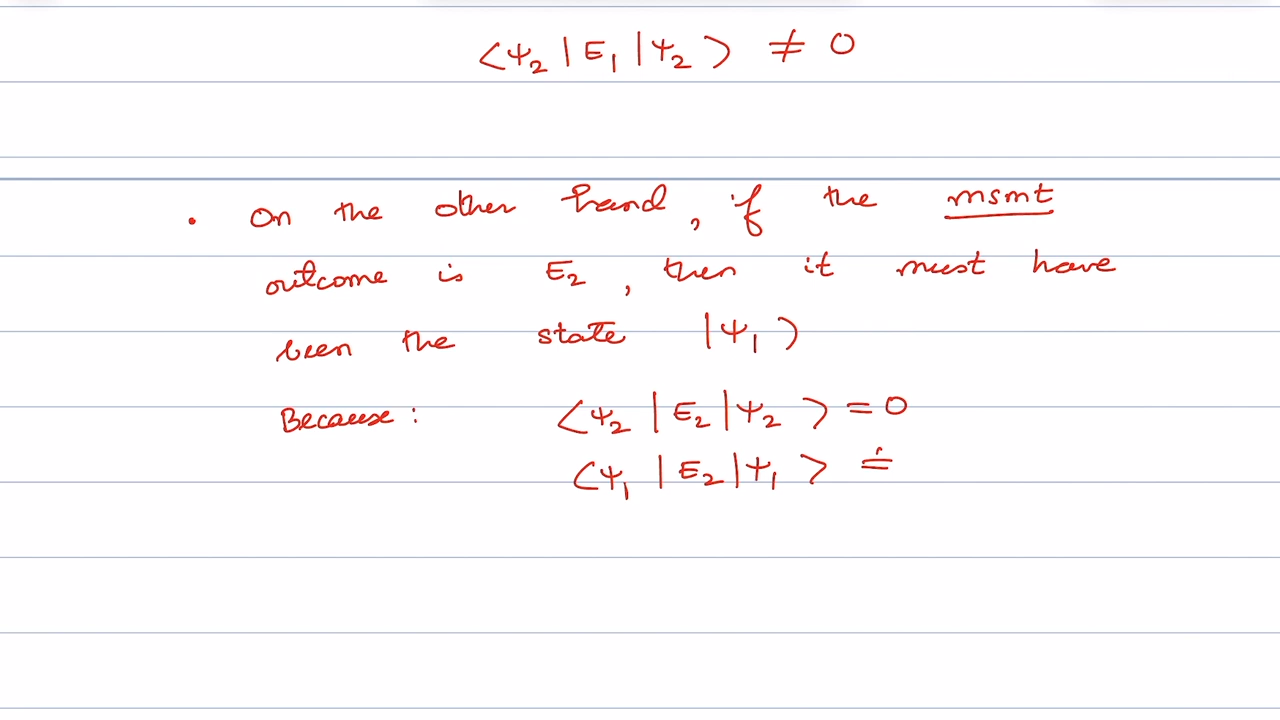 ⟨ψ₂|E₁|ψ₂⟩ ≠ 0
• On the other hand, if the msmt
outcome is E₂, then it must have
been the state |ψ₁⟩
Because: ⟨ψ₂|E₂|ψ₂⟩ = 0
⟨ψ₁|E₂|ψ₁⟩ =